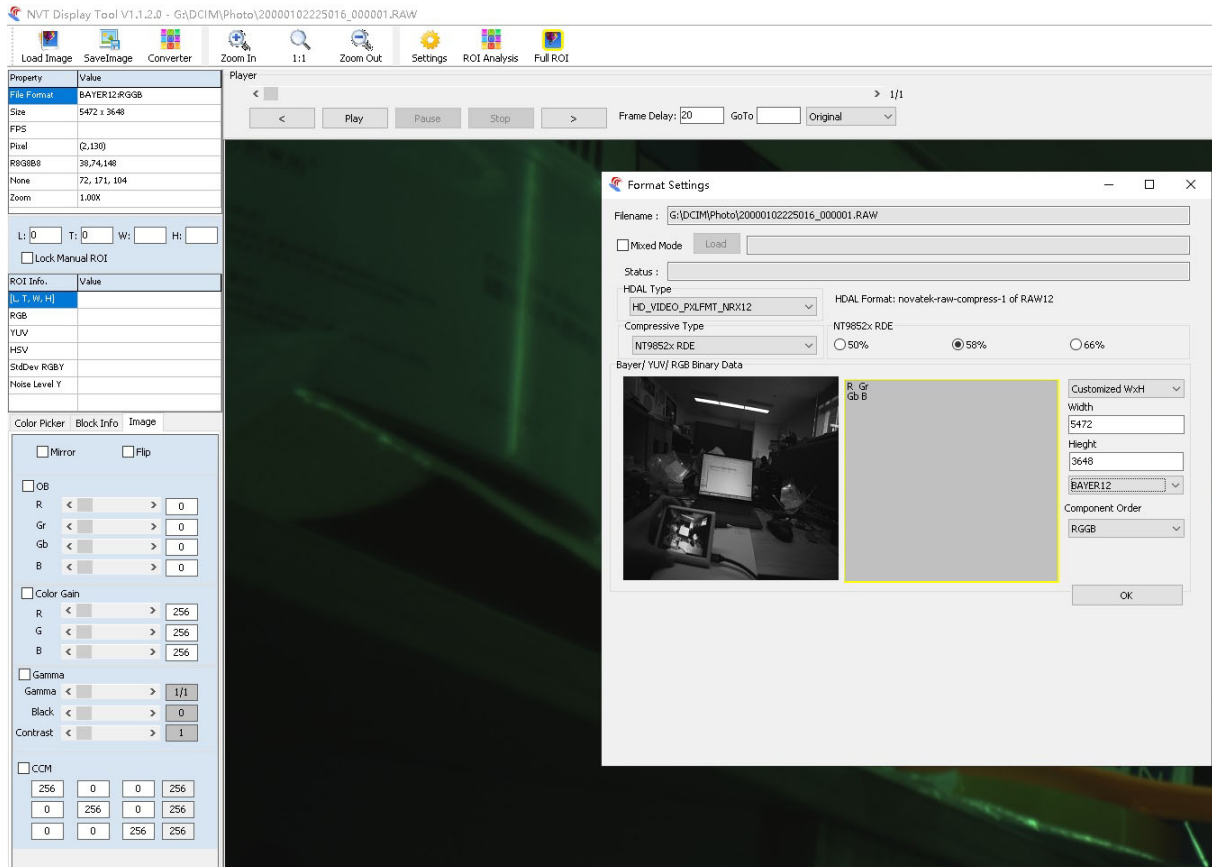 NVT Display Tool V1.1.2.0 - G:\DCIM\Photo\20000102225016_000001.RAW
Load Image SaveImage Converter Zoom In 1:1 Zoom Out Settings ROI Analysis Full ROI
Property Value
File Format BAYER12:RGGB
Size 5472 x 3648
FPS
Pixel (2,130)
R8G8B8 38,74,148
None 72, 171, 104
Zoom 1.00X
L: 0 T: 0 W: H:
Lock Manual ROI
ROI Info. Value
[L, T, W, H]
RGB
YUV
HSV
StdDev RGBY
Noise Level Y
Color Picker Block Info Image
Mirror Flip
OB
R < > 0
Gr < > 0
Gb < > 0
B < > 0
Color Gain
R < > 256
G < > 256
B < > 256
Gamma
Gamma < > 1/1
Black < > 0
Contrast < > 1
CCM
256 0 0 256
0 256 0 256
0 0 256 256
Player
< > 1/1
< Play Pause Stop > Frame Delay: 20 GoTo Original
Format Settings
Filename : G:\DCIM\Photo\20000102225016_000001.RAW
Mixed Mode Load
Status :
HDAL Type
HD_VIDEO_PXLFMT_NRX12 HDAL Format: novatek-raw-compress-1 of RAW12
Compressive Type NT9852x RDE
NT9852x RDE 50% 58% 66%
Bayer/ YUV/ RGB Binary Data
R Gr
Gb B
Customized WxH
Width
5472
Hieght
3648
BAYER12
Component Order
RGGB
OK